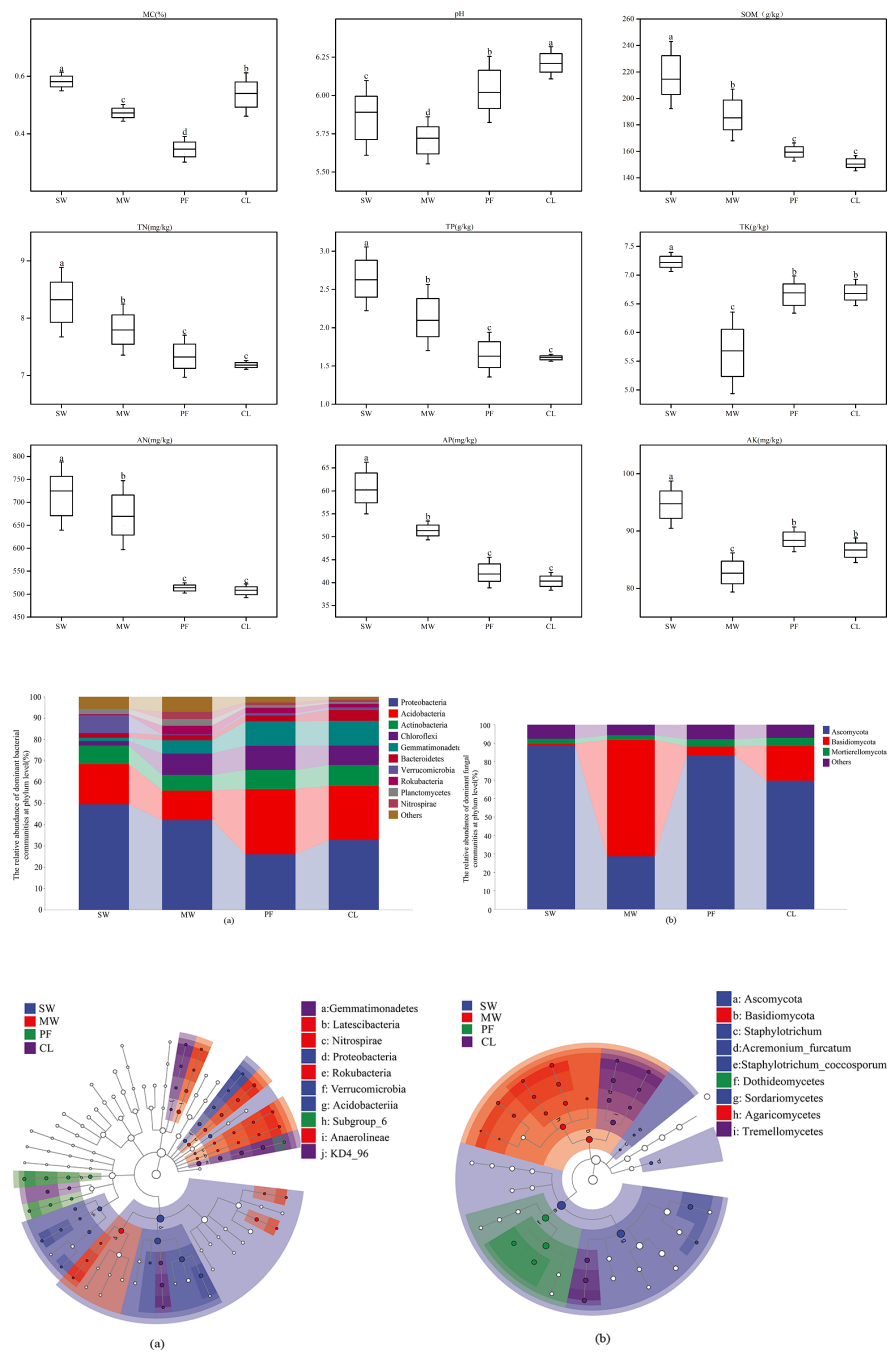 MC(%)
a
c
d
b
0.6
0.4
SW MW PF CL
pH
c
d
b
a
6.25
6.00
5.75
5.50
SW MW PF CL
SOM（g/kg）
a
b
c
c
260
240
220
200
180
160
140
SW MW PF CL
TN(mg/kg)
a
b
c
c
9
8
7
SW MW PF CL
TP(g/kg)
a
b
c
c
3.0
2.5
2.0
1.5
1.0
SW MW PF CL
TK(g/kg)
a
c
b
b
7.5
7.0
6.5
6.0
5.5
5.0
SW MW PF CL
AN(mg/kg)
a
b
c
c
800
750
700
650
600
550
500
450
SW MW PF CL
AP(mg/kg)
a
b
c
c
65
60
55
50
45
40
35
SW MW PF CL
AK(mg/kg)
a
c
b
b
100
90
80
SW MW PF CL
The relative abundance of dominant bacterial
communities at phylum level(%)
100
90
80
70
60
50
40
30
20
10
0
SW MW PF CL
(a)
Proteobacteria
Acidobacteria
Actinobacteria
Chloroflexi
Gemmatimonadete
Bacteroidetes
Verrucomicrobia
Rokubacteria
Planctomycetes
Nitrospirae
Others
The relative abundance of dominant fungal
communities at phylum level(%)
100
90
80
70
60
50
40
30
20
10
0
SW MW PF CL
(b)
Ascomycota
Basidiomycota
Mortierellomycota
Others
SW
MW
PF
CL
a:Gemmatimonadetes
b: Latescibacteria
c: Nitrospirae
d: Proteobacteria
e: Rokubacteria
f: Verrucomicrobia
g: Acidobacteriia
h: Subgroup_6
i: Anaerolineae
j: KD4_96
(a)
SW
MW
PF
CL
a: Ascomycota
b: Basidiomycota
c: Staphylotrichum
d:Acremonium_furcatum
e:Staphylotrichum_coccosporum
f: Dothideomycetes
g: Sordariomycetes
h: Agaricomycetes
i: Tremellomycetes
(b)